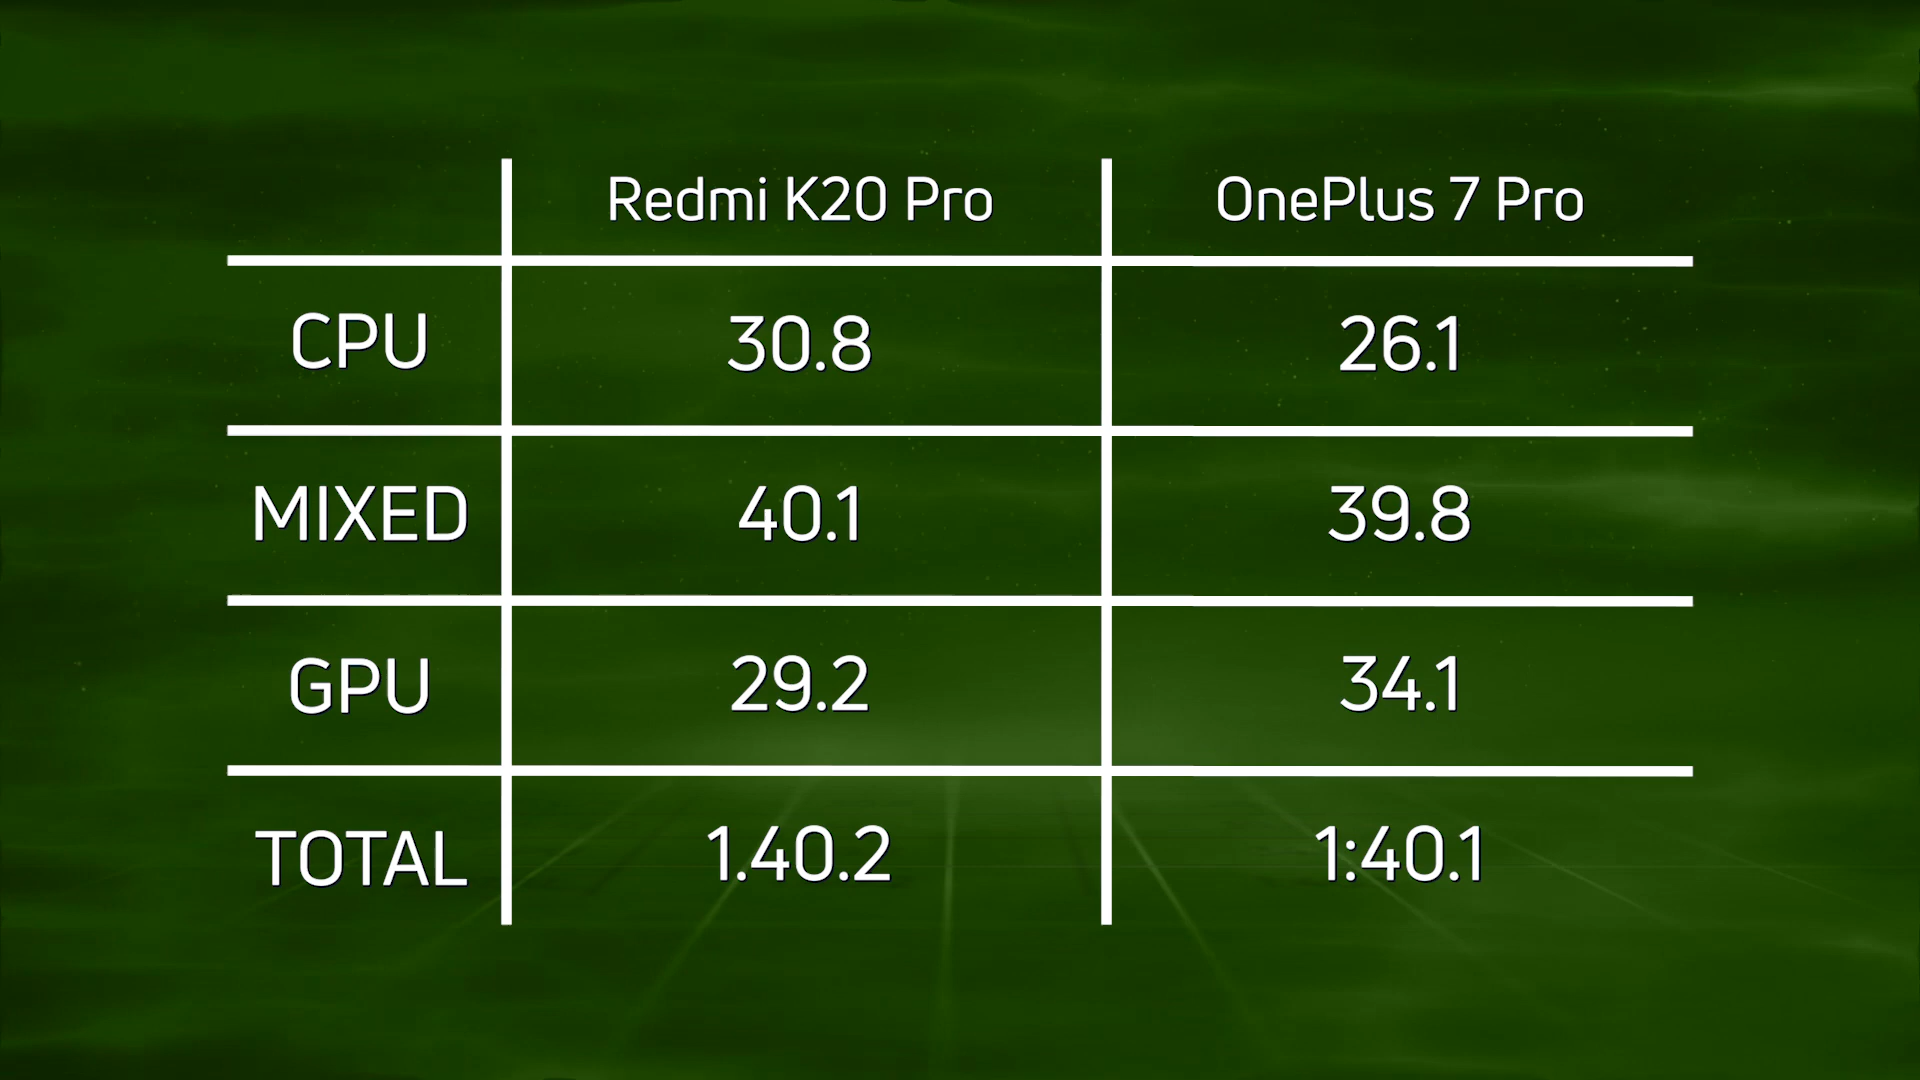 Redmi K20 Pro OnePlus 7 Pro
CPU 30.8 26.1
MIXED 40.1 39.8
GPU 29.2 34.1
TOTAL 1.40.2 1:40.1